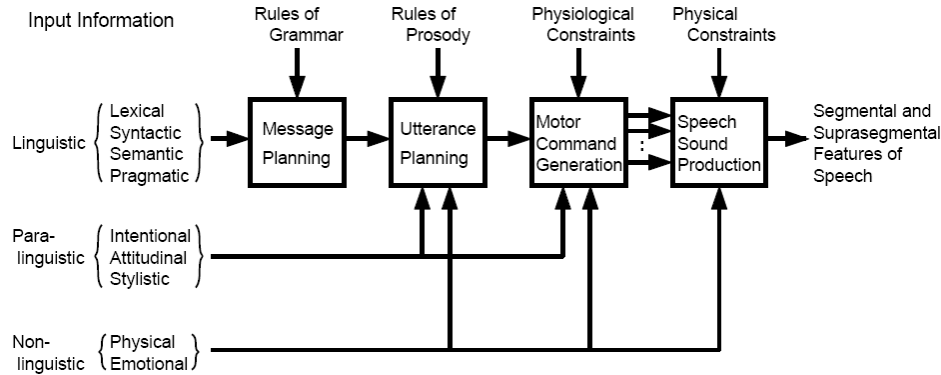 Input Information
Rules of
Grammar
Rules of
Prosody
Physiological
Constraints
Physical
Constraints
Linguistic
Lexical
Syntactic
Semantic
Pragmatic
Message
Planning
Utterance
Planning
Motor
Command
Generation
:
Speech
Sound
Production
Segmental and
Suprasegmental
Features of
Speech
Para-
linguistic
Intentional
Attitudinal
Stylistic
Non-
linguistic
Physical
Emotional